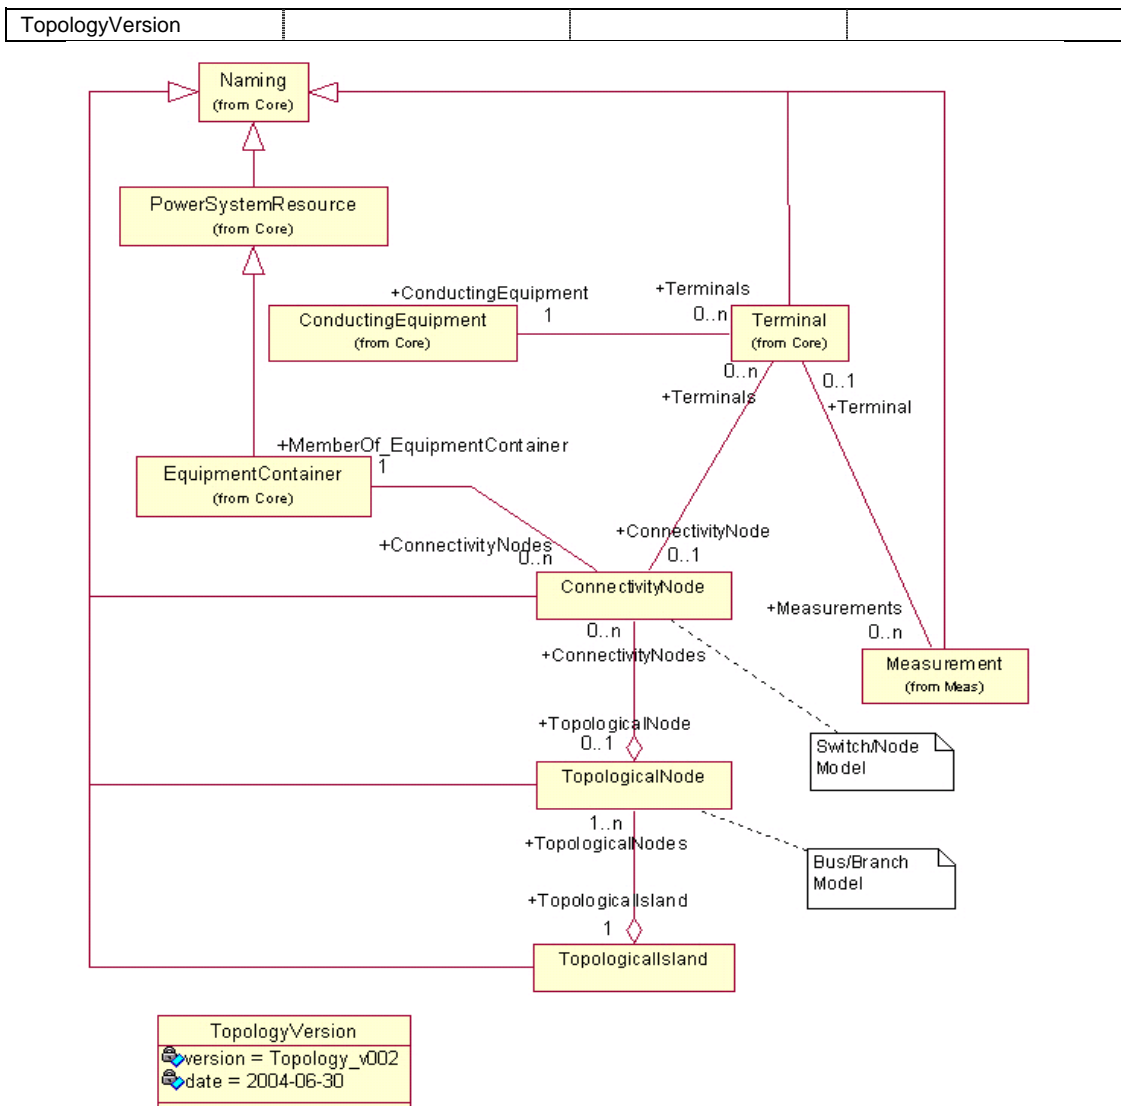 TopologyVersion
Naming
(from Core)
PowerSystemResource
(from Core)
+ConductingEquipment
1
+Terminals
0..n
ConductingEquipment
(from Core)
Terminal
(from Core)
0..n
+Terminals
0..1
+Terminal
+MemberOf_EquipmentContainer
1
EquipmentContainer
(from Core)
+ConnectivityNodes
0..n
+ConnectivityNode
0..1
ConnectivityNode
0..n
+ConnectivityNodes
+Measurements
0..n
Measurement
(from Meas)
+TopologicalNode
0..1
Switch/Node
Model
TopologicalNode
1..n
+TopologicalNodes
Bus/Branch
Model
+TopologicalIsland
1
TopologicalIsland
TopologyVersion
version = Topology_v002
date = 2004-06-30